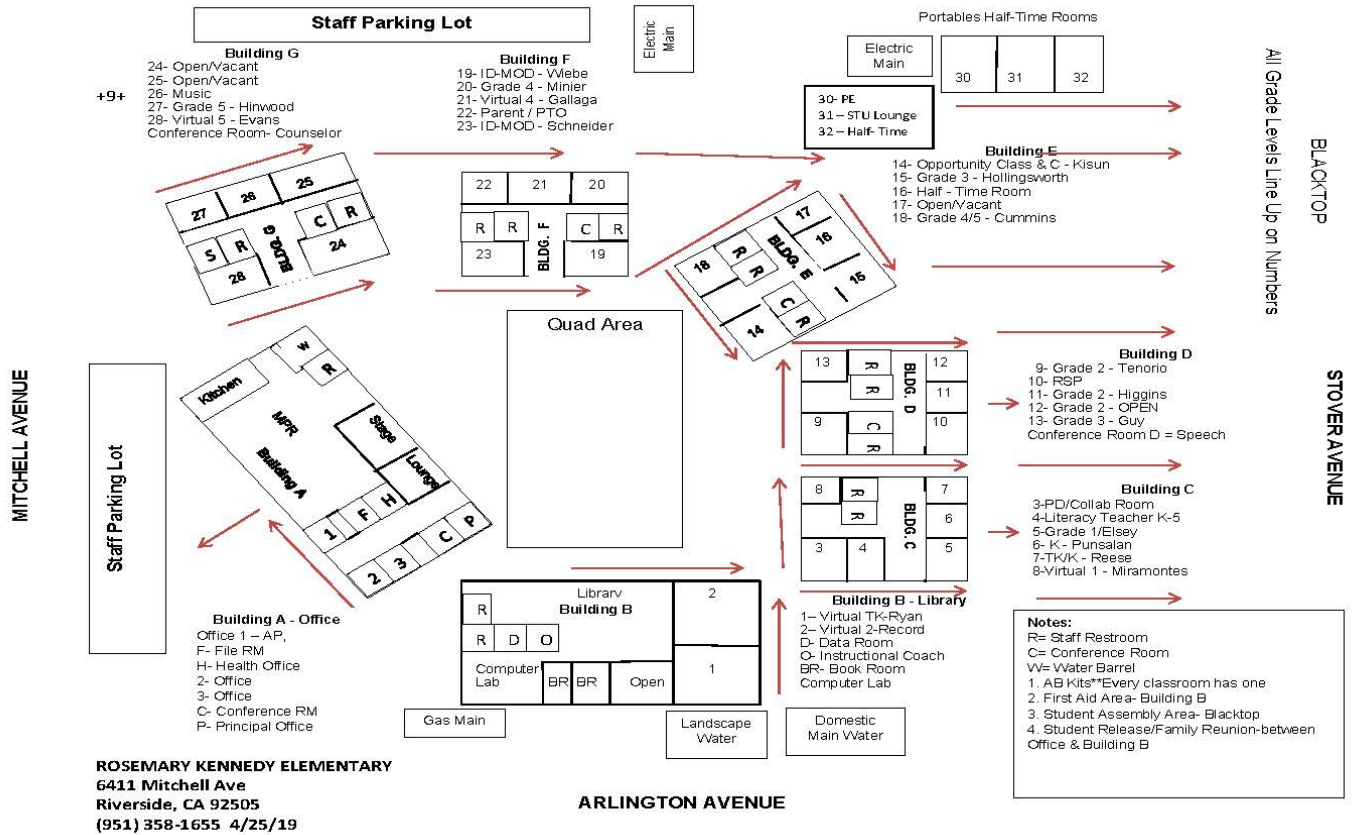 Staff Parking Lot
Electric Main
Portables Half-Time Rooms
Electric Main
30 31 32
30- PE
31 – STU Lounge
32 – Half- Time
All Grade Levels Line Up on Numbers
BLACKTOP
+9+
Building G
24- Open/Vacant
25- Open/Vacant
26- Music
27- Grade 5 - Hinwood
28- Virtual 5 - Evans
Conference Room- Counselor
Building F
19- ID-MOD - Wiebe
20- Grade 4 - Minier
21- Virtual 4 - Gallaga
22- Parent / PTO
23- ID-MOD - Schneider
Building E
14- Opportunity Class & C - Kisun
15- Grade 3 - Hollingsworth
16- Half - Time Room
17- Open/Vacant
18- Grade 4/5 - Cummins
27 26 25
S R C R
28 BLDG. G 24
22 21 20
R R C R
23 BLDG. F 19
17
18 R R BLDG. E 16
14 C R 15
Quad Area
MITCHELL AVENUE
Staff Parking Lot
W
R
Kitchen
MPR
Stage
Building A
Lounge
1 F H
2 3 C P
13 R R BLDG. D 12
11
9 C R 10
Building D
9- Grade 2 - Tenorio
10- RSP
11- Grade 2 - Higgins
12- Grade 2 - OPEN
13- Grade 3 - Guy
Conference Room D = Speech
STOVER AVENUE
8 R R BLDG. C 7
6
3 4 5
Building C
3-PD/Collab Room
4-Literacy Teacher K-5
5-Grade 1/Elsey
6- K - Punsalan
7-TK/K - Reese
8-Virtual 1 - Miramontes
Library
Building B
R
R D O
Computer Lab
BR BR Open
2
1
Building A - Office
Office 1 – AP,
F- File RM
H- Health Office
2- Office
3- Office
C- Conference RM
P- Principal Office
Building B - Library
1– Virtual TK-Ryan
2– Virtual 2-Record
D- Data Room
O- Instructional Coach
BR- Book Room
Computer Lab
Notes:
R= Staff Restroom
C= Conference Room
W= Water Barrel
1. AB Kits**Every classroom has one
2. First Aid Area- Building B
3. Student Assembly Area- Blacktop
4. Student Release/Family Reunion-between
Office & Building B
Gas Main
Landscape Water
Domestic Main Water
ROSEMARY KENNEDY ELEMENTARY
6411 Mitchell Ave
Riverside, CA 92505
(951) 358-1655 4/25/19
ARLINGTON AVENUE